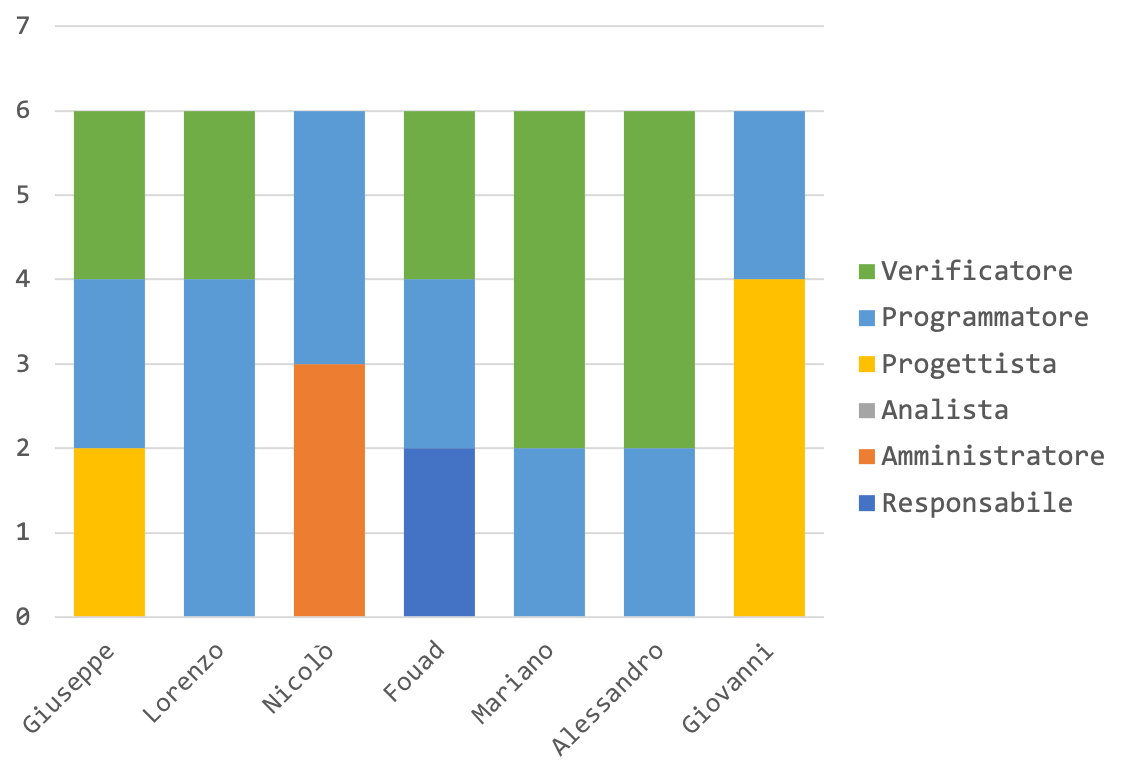 7
6
5
4
3
2
1
0
Giuseppe
Lorenzo
Nicolò
Fouad
Mariano
Alessandro
Giovanni
Verificatore
Programmatore
Progettista
Analista
Amministratore
Responsabile